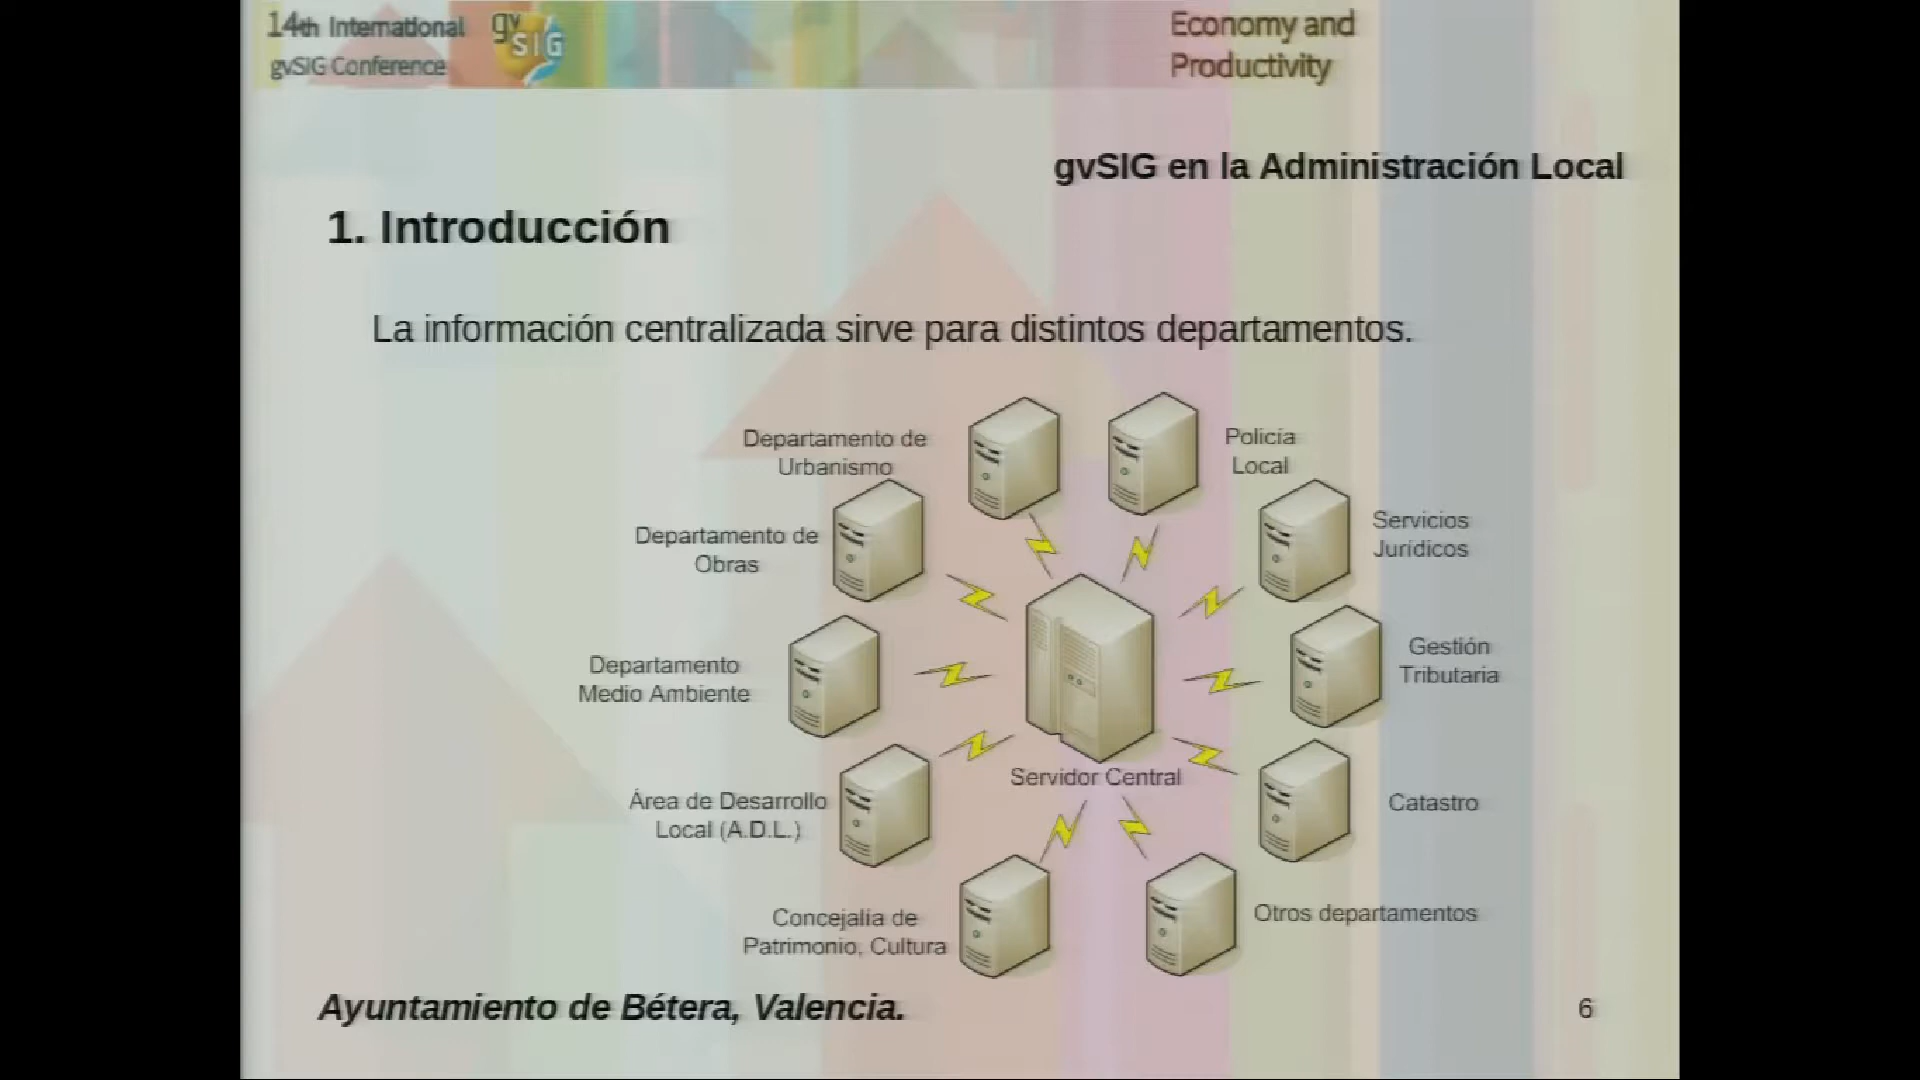 14th International
gvSIG Conference
gv
SIG
Economy and
Productivity
gvSIG en la Administración Local
1. Introducción
La información centralizada sirve para distintos departamentos.
Departamento de
Urbanismo
Policía
Local
Departamento de
Obras
Servicios
Jurídicos
Departamento
Medio Ambiente
Gestión
Tributaria
Servidor Central
Área de Desarrollo
Local (A.D.L.)
Catastro
Concejalía de
Patrimonio, Cultura
Otros departamentos
Ayuntamiento de Bétera, Valencia.
6